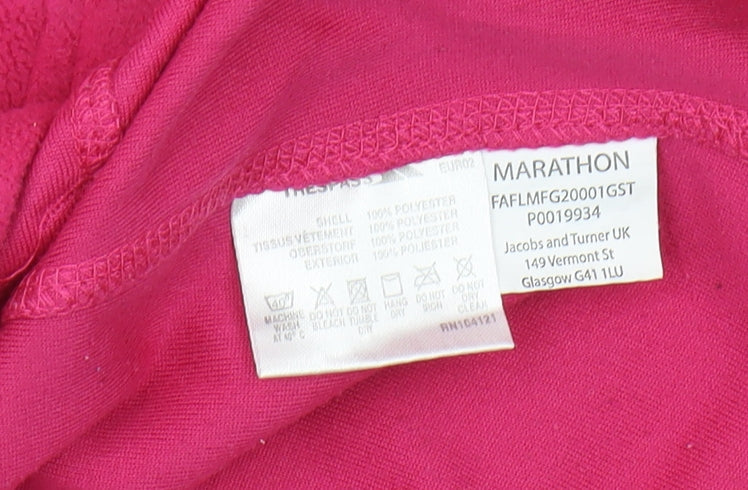 TRESPASS
EUR02
SHELL 100% POLYESTER
TISSUS VÊTEMENT 100% POLYESTER
OBERSTORF 100% POLYESTER
EXTERIOR 100% POLIESTER
40°
MACHINE WASH AT 40° C
DO NOT BLEACH
DO NOT TUMBLE DRY
HANG DRY
DO NOT IRON
DO NOT DRY CLEAN
RN104121
MARATHON
FAFLMFG20001GST
P0019934
Jacobs and Turner UK
149 Vermont St
Glasgow G41 1LU